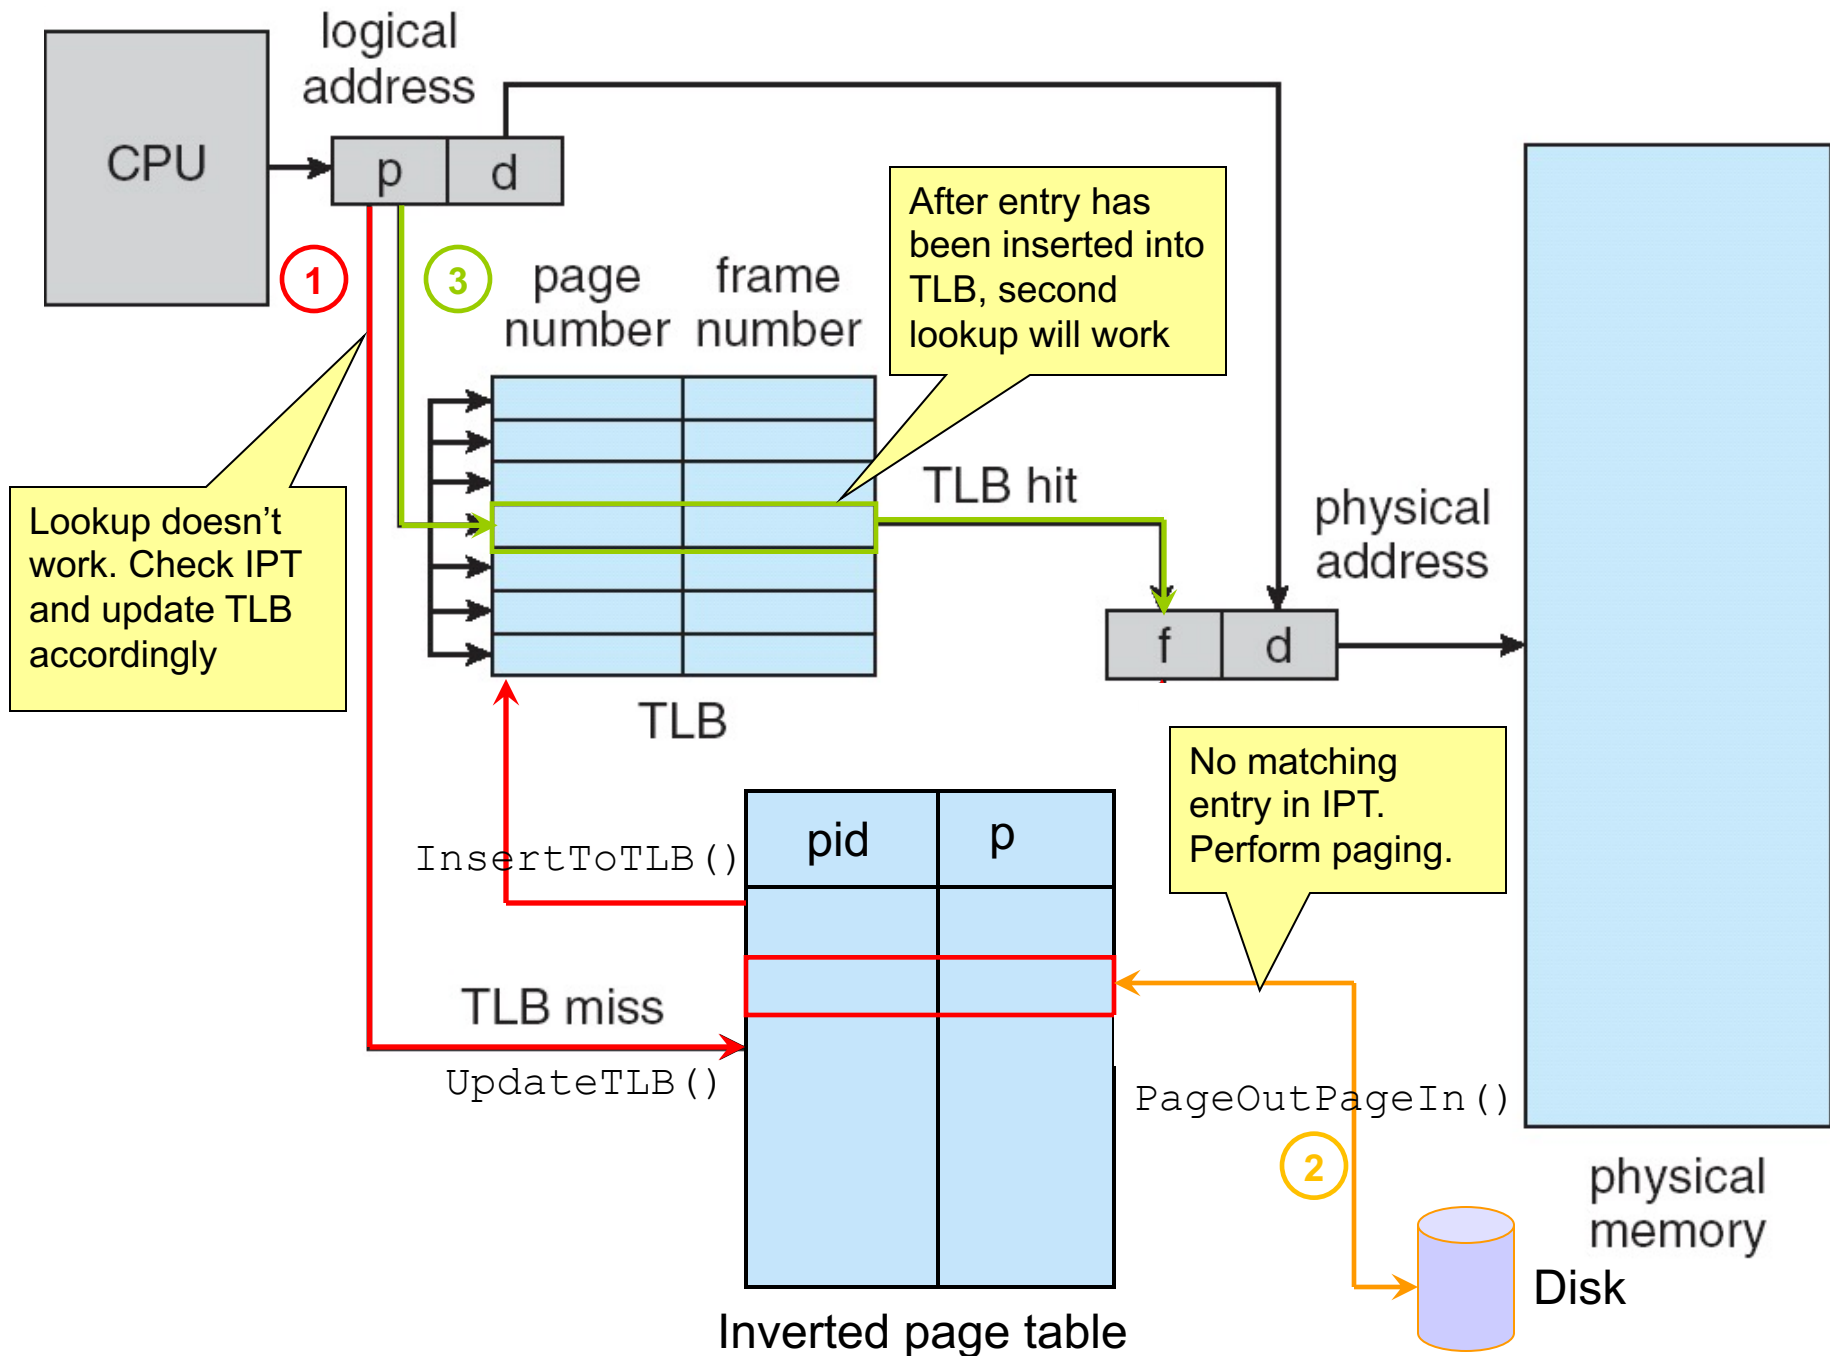 logical
address
CPU
p
d
1
3
After entry has
been inserted into
TLB, second
lookup will work
page
number
frame
number
Lookup doesn’t
work. Check IPT
and update TLB
accordingly
TLB hit
physical
address
f
d
TLB
No matching
entry in IPT.
Perform paging.
pid
p
InsertToTLB()
TLB miss
UpdateTLB()
PageOutPageIn()
2
physical
memory
Disk
Inverted page table